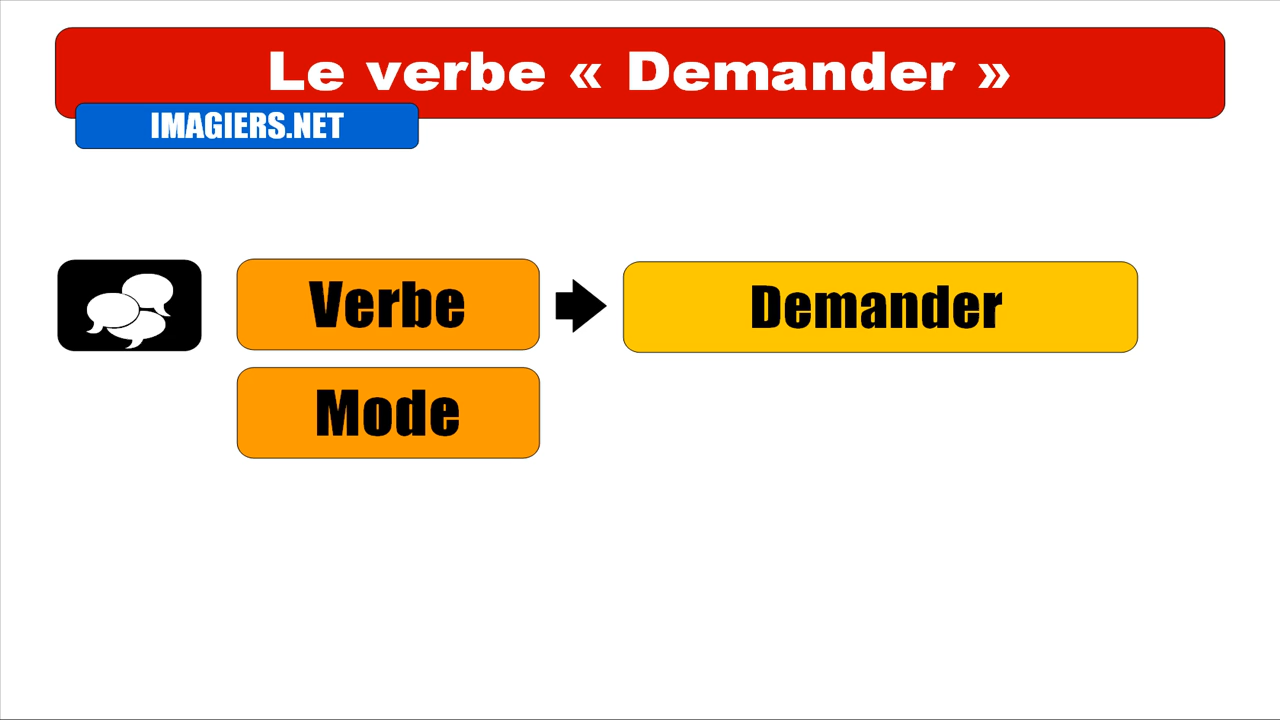 Le verbe « Demander »
IMAGIERS.NET
Verbe
Demander
Mode